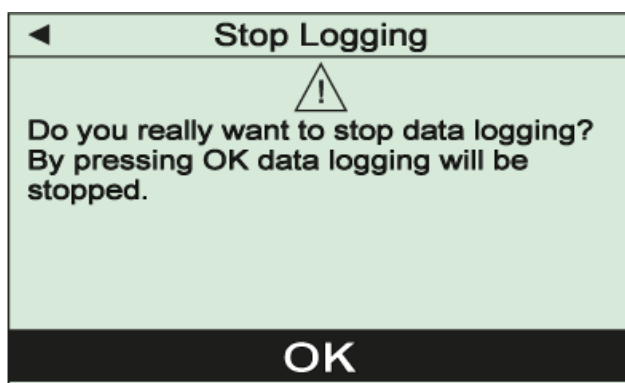 Stop Logging
Do you really want to stop data logging?
By pressing OK data logging will be
stopped.
OK